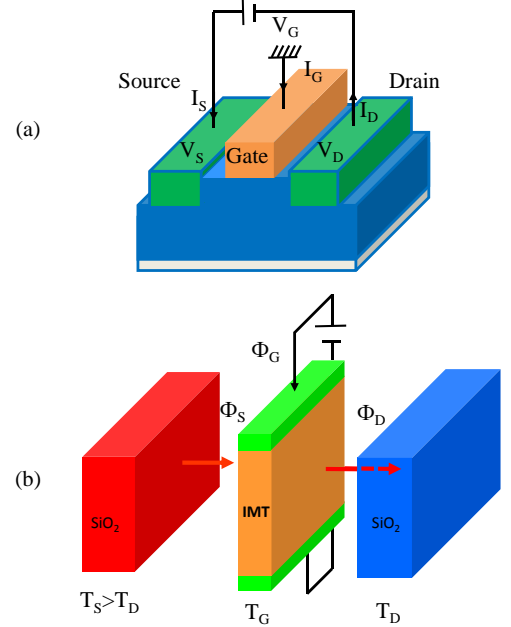 V_G
Source
I_G
Drain
I_S
I_D
(a)
V_S
Gate
V_D
Φ_G
Φ_S
Φ_D
(b)
SiO₂
IMT
SiO₂
T_S>T_D
T_G
T_D